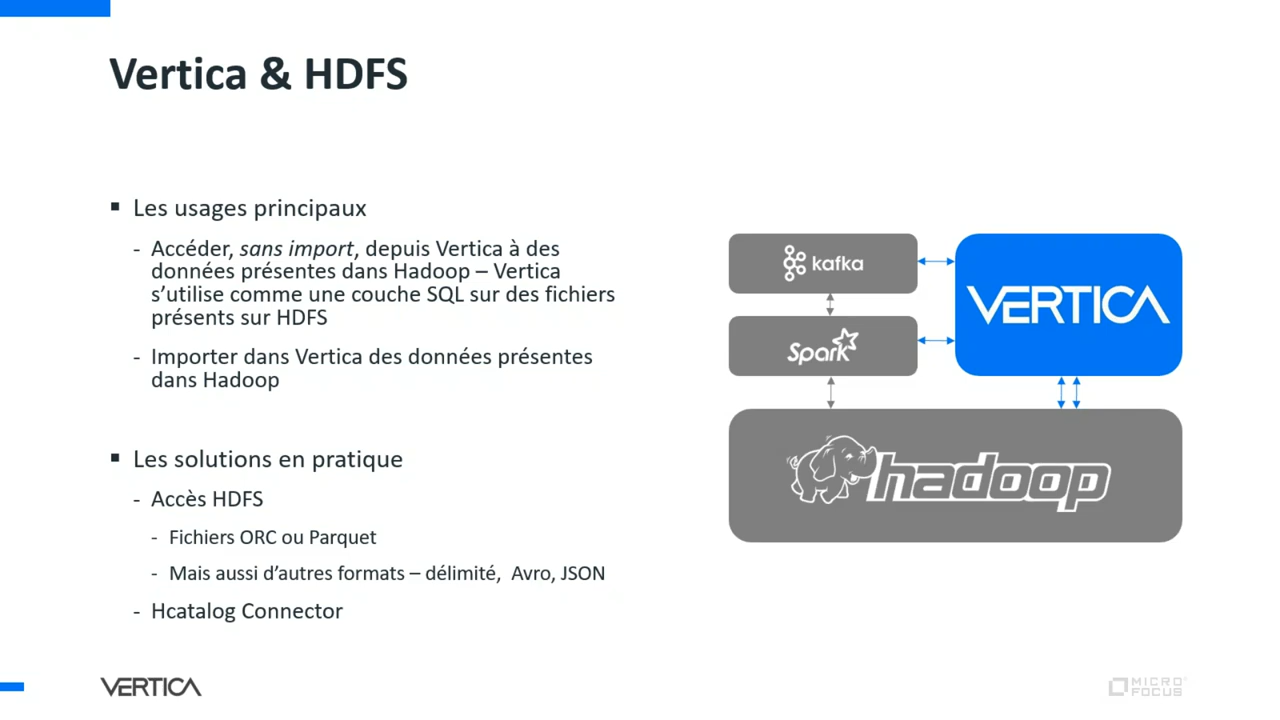 Vertica & HDFS
▪ Les usages principaux
- Accéder, sans import, depuis Vertica à des
données présentes dans Hadoop – Vertica
s’utilise comme une couche SQL sur des fichiers
présents sur HDFS
- Importer dans Vertica des données présentes
dans Hadoop
▪ Les solutions en pratique
- Accès HDFS
- Fichiers ORC ou Parquet
- Mais aussi d’autres formats – délimité,  Avro, JSON
- Hcatalog Connector
kafka
VERTICA
Spark
hadoop
VERTICA
MICRO
FOCUS